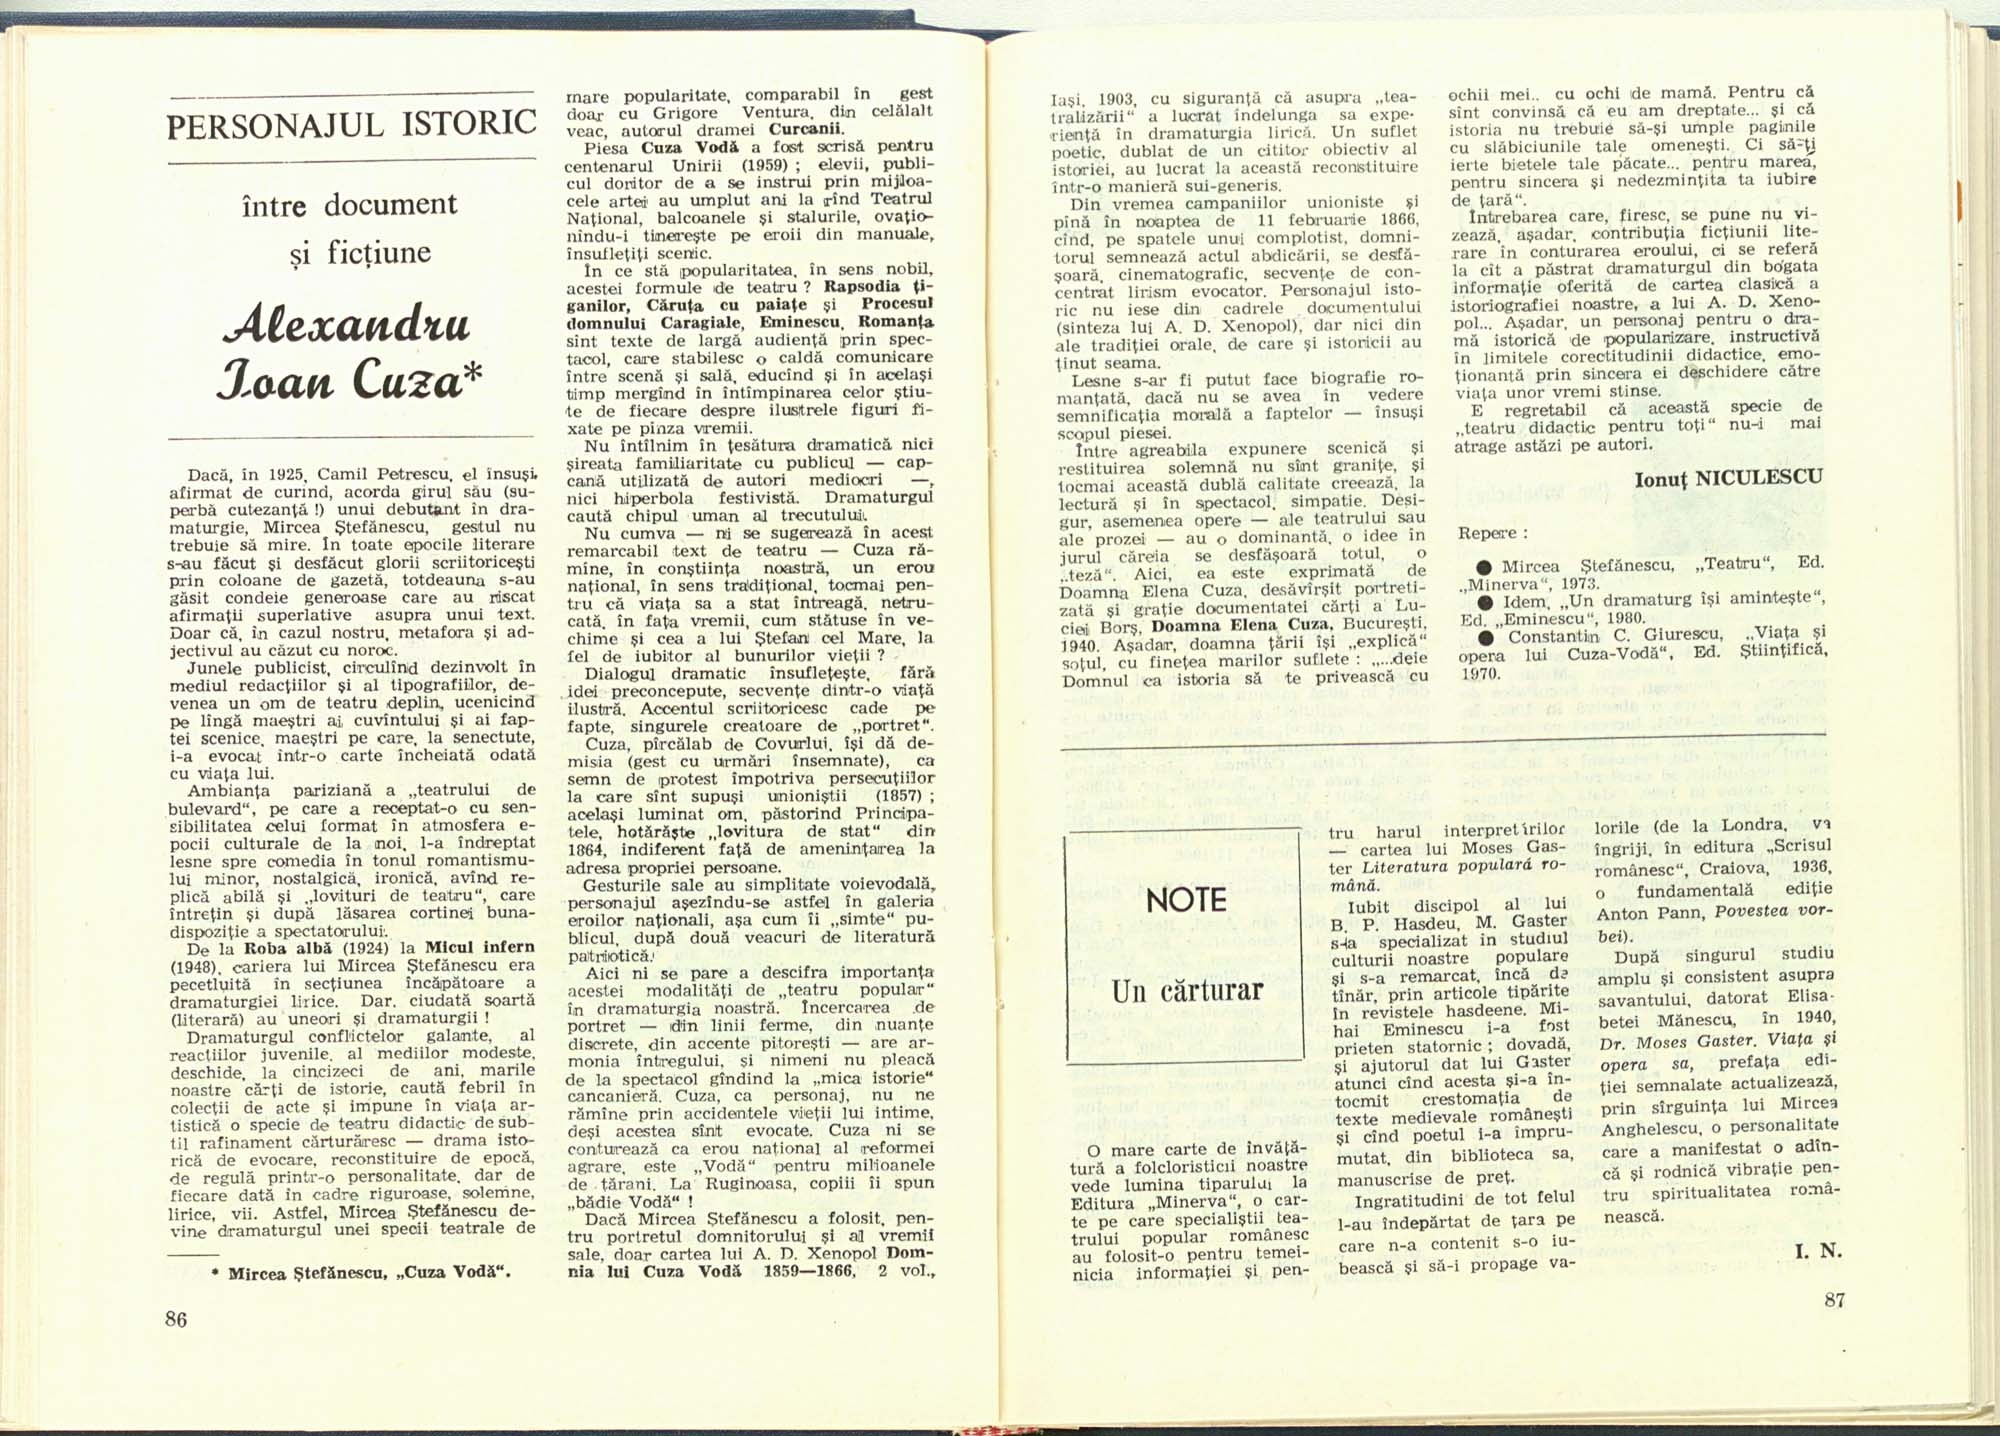 PERSONAJUL ISTORIC
între document
și ficțiune
Alexandru
Ioan Cuza*
Dacă, în 1925, Camil Petrescu, el însuși
afirmat de curînd, acorda girul său (su-
perbă cutezanță !) unui debutant în dra-
maturgie, Mircea Ștefănescu, gestul nu
trebuie să mire. In toate epocile literare
s-au făcut și desfăcut glorii scriitoricești
prin coloane de gazetă, totdeauna s-au
găsit condeie generoase care au riscat
afirmații superlative asupra unui text.
Doar că, în cazul nostru, metafora și ad-
jectivul au căzut cu noroc.
Junele publicist, circulînd dezinvolt în
mediul redacțiilor și al tipografiilor, de-
venea un om de teatru deplin, ucenicind
pe lîngă maeștri ai cuvîntului și ai fap-
tei scenice, maeștri pe care, la senectute,
i-a evocat într-o carte încheiată odată
cu viața lui.
Ambianța pariziană a „teatrului de
bulevard“, pe care a receptat-o cu sen-
sibilitatea celui format în atmosfera e-
pocii culturale de la noi, l-a îndreptat
lesne spre comedia în tonul romantismu-
lui minor, nostalgică, ironică, avînd re-
plică abilă și „lovituri de teatru“, care
întrețin și după lăsarea cortinei buna-
dispoziție a spectatorului.
De la Roba albă (1924) la Micul infern
(1948), cariera lui Mircea Ștefănescu era
pecetluită în secțiunea încăpătoare a
dramaturgiei lirice. Dar, ciudată soartă
(literară) au uneori și dramaturgii !
Dramaturgul conflictelor galante, al
reacțiilor juvenile, al mediilor modeste,
deschide, la cincizeci de ani, marile
noastre cărți de istorie, caută febril în
colecții de acte și impune în viața ar-
tistică o specie de teatru didactic de sub-
til rafinament cărturăresc — drama isto-
rică de evocare, reconstituire de epocă,
de regulă printr-o personalitate, dar de
fiecare dată în cadre riguroase, solemne,
lirice, vii. Astfel, Mircea Ștefănescu de-
vine dramaturgul unei specii teatrale de
* Mircea Ștefănescu, „Cuza Vodă“.
86
mare popularitate, comparabil în gest
doar cu Grigore Ventura, din celălalt
veac, autorul dramei Curcanii.
Piesa Cuza Vodă a fost scrisă pentru
centenarul Unirii (1959) ; elevii, publi-
cul doritor de a se instrui prin mijloa-
cele artei au umplut ani la rînd Teatrul
Național, balcoanele și stalurile, ovațio-
nîndu-i tinerește pe eroii din manuale,
însuflețiți scenic.
În ce stă popularitatea, în sens nobil,
acestei formule de teatru ? Rapsodia ți-
ganilor, Căruța cu paiațe și Procesul
domnului Caragiale, Eminescu, Romanța
sînt texte de largă audiență prin spec-
tacol, care stabilesc o caldă comunicare
între scenă și sală, educînd și în același
timp mergînd în întîmpinarea celor știu-
te de fiecare despre ilustrele figuri fi-
xate pe pînza vremii.
Nu întîlnim în țesătura dramatică nici
șireata familiaritate cu publicul — cap-
cană utilizată de autori mediocri —,
nici hiperbola festivistă. Dramaturgul
caută chipul uman al trecutului.
Nu cumva — ni se sugerează în acest
remarcabil text de teatru — Cuza ră-
mîne, în conștiința noastră, un erou
național, în sens tradițional, tocmai pen-
tru că viața sa a stat întreagă, netru-
cată, în fața vremii, cum stătuse în ve-
chime și cea a lui Ștefan cel Mare, la
fel de iubitor al bunurilor vieții ?
Dialogul dramatic însuflețește, fără
idei preconcepute, secvențe dintr-o viață
ilustră. Accentul scriitoricesc cade pe
fapte, singurele creatoare de „portret“.
Cuza, pîrcălab de Covurlui, își dă de-
misia (gest cu urmări însemnate), ca
semn de protest împotriva persecuțiilor
la care sînt supuși unioniștii (1857) ;
același luminat om, păstorind Principa-
tele, hotărăște „lovitura de stat“ din
1864, indiferent față de amenințarea la
adresa propriei persoane.
Gesturile sale au simplitate voievodală,
personajul așezîndu-se astfel în galeria
eroilor naționali, așa cum îi „simte“ pu-
blicul, după două veacuri de literatură
patriotică.
Aici ni se pare a descifra importanța
acestei modalități de „teatru popular“
în dramaturgia noastră. Încercarea de
portret — din linii ferme, din nuanțe
discrete, din accente pitorești — are ar-
monia întregului, și nimeni nu pleacă
de la spectacol gîndind la „mica istorie“
cancanieră. Cuza, ca personaj, nu ne
rămîne prin accidentele vieții lui intime,
deși acestea sînt evocate. Cuza ni se
conturează ca erou național al reformei
agrare, este „Vodă“ pentru milioanele
de țărani. La Ruginoasa, copiii îi spun
„bădie Vodă“ !
Dacă Mircea Ștefănescu a folosit, pen-
tru portretul domnitorului și al vremii
sale, doar cartea lui A. D. Xenopol Dom-
nia lui Cuza Vodă 1859—1866, 2 vol.,
Iași, 1903, cu siguranță că asupra „tea-
tralizării“ a lucrat îndelunga sa expe-
riență în dramaturgia lirică. Un suflet
poetic, dublat de un cititor obiectiv al
istoriei, au lucrat la această reconstituire
într-o manieră sui-generis.
Din vremea campaniilor unioniste și
pînă în noaptea de 11 februarie 1866,
cînd, pe spatele unui complotist, domni-
torul semnează actul abdicării, se desfă-
șoară, cinematografic, secvențe de con-
centrat lirism evocator. Personajul isto-
ric nu iese din cadrele documentului
(sinteza lui A. D. Xenopol), dar nici din
ale tradiției orale, de care și istoricii au
ținut seama.
Lesne s-ar fi putut face biografie ro-
manțată, dacă nu se avea în vedere
semnificația morală a faptelor — însuși
scopul piesei.
Între agreabila expunere scenică și
restituirea solemnă nu sînt granițe, și
tocmai această dublă calitate creează, la
lectură și în spectacol, simpatie. Desi-
gur, asemenea opere — ale teatrului sau
ale prozei — au o dominantă, o idee în
jurul căreia se desfășoară totul, o
„teză“. Aici, ea este exprimată de
Doamna Elena Cuza, desăvîrșit portreti-
zată și grație documentatei cărți a Lu-
ciei Borș, Doamna Elena Cuza, București,
1940. Așadar, doamna țării își „explică“
soțul, cu finețea marilor suflete : „...deie
Domnul ca istoria să te privească cu
ochii mei.. cu ochi de mamă. Pentru că
sînt convinsă că eu am dreptate... și că
istoria nu trebuie să-și umple paginile
cu slăbiciunile tale omenești. Ci să-ți
ierte bietele tale păcate... pentru marea,
pentru sincera și nedezmințita ta iubire
de țară“.
Întrebarea care, firesc, se pune nu vi-
zează, așadar, contribuția ficțiunii lite-
rare în conturarea eroului, ci se referă
la cît a păstrat dramaturgul din bogata
informație oferită de cartea clasică a
istoriografiei noastre, a lui A. D. Xeno-
pol... Așadar, un personaj pentru o dra-
mă istorică de popularizare, instructivă
în limitele corectitudinii didactice, emo-
ționantă prin sincera ei deschidere către
viața unor vremi stinse.
E regretabil că această specie de
„teatru didactic pentru toți“ nu-i mai
atrage astăzi pe autori.
Ionuț NICULESCU
Repere :
● Mircea Ștefănescu, „Teatru“, Ed.
„Minerva“, 1973.
● Idem, „Un dramaturg își amintește“,
Ed. „Eminescu“, 1980.
● Constantin C. Giurescu, „Viața și
opera lui Cuza-Vodă“, Ed. Științifică,
1970.
NOTE
Un cărturar
O mare carte de învăță-
tură a folcloristicii noastre
vede lumina tiparului la
Editura „Minerva“, o car-
te pe care specialiștii tea-
trului popular românesc
au folosit-o pentru temei-
nicia informației și pen-
tru harul interpretărilor
— cartea lui Moses Gas-
ter Literatura populară ro-
mână.
Iubit discipol al lui
B. P. Hasdeu, M. Gaster
s-a specializat in studiul
culturii noastre populare
și s-a remarcat, încă de
tînăr, prin articole tipărite
în revistele hasdeene. Mi-
hai Eminescu i-a fost
prieten statornic ; dovadă,
și ajutorul dat lui Gaster
atunci cînd acesta și-a în-
tocmit crestomația de
texte medievale românești
și cînd poetul i-a împru-
mutat, din biblioteca sa,
manuscrise de preț.
Ingratitudini de tot felul
l-au îndepărtat de țara pe
care n-a contenit s-o iu-
bească și să-i propage va-
lorile (de la Londra, va
îngriji, în editura „Scrisul
românesc“, Craiova, 1936,
o fundamentală ediție
Anton Pann, Povestea vor-
bei).
După singurul studiu
amplu și consistent asupra
savantului, datorat Elisa-
betei Mănescu, în 1940,
Dr. Moses Gaster. Viața și
opera sa, prefața edi-
ției semnalate actualizează,
prin sîrguința lui Mircea
Anghelescu, o personalitate
care a manifestat o adîn-
că și rodnică vibrație pen-
tru spiritualitatea româ-
nească.
I. N.
87